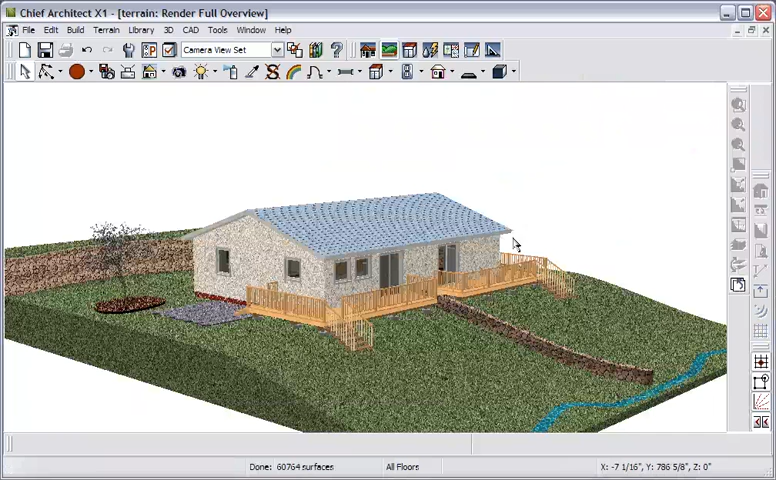 Chief Architect X1 - [terrain: Render Full Overview]
File Edit Build Terrain Library 3D CAD Tools Window Help
Camera View Set
Done: 60764 surfaces All Floors X: -7 1/16", Y: 786 5/8", Z: 0"